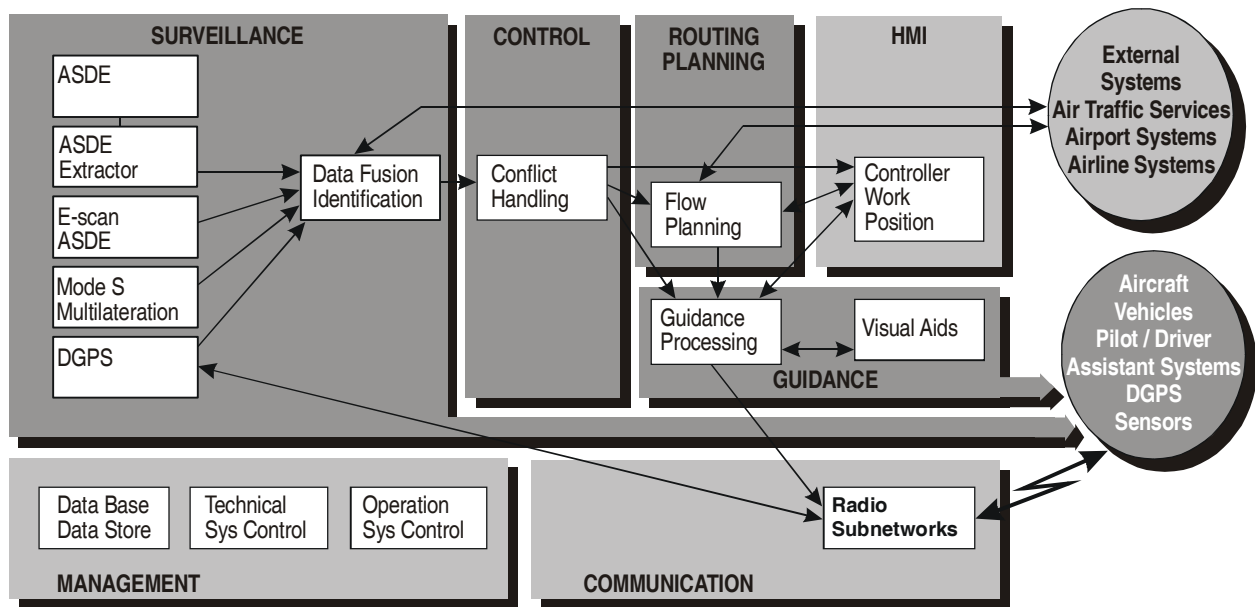 SURVEILLANCE
ASDE
ASDE
Extractor
E-scan
ASDE
Mode S
Multilateration
DGPS
Data Fusion
Identification
CONTROL
Conflict
Handling
ROUTING
PLANNING
Flow
Planning
HMI
Controller
Work
Position
External
Systems
Air Traffic Services
Airport Systems
Airline Systems
Guidance
Processing
Visual Aids
GUIDANCE
Aircraft
Vehicles
Pilot / Driver
Assistant Systems
DGPS
Sensors
Data Base
Data Store
Technical
Sys Control
Operation
Sys Control
MANAGEMENT
Radio
Subnetworks
COMMUNICATION